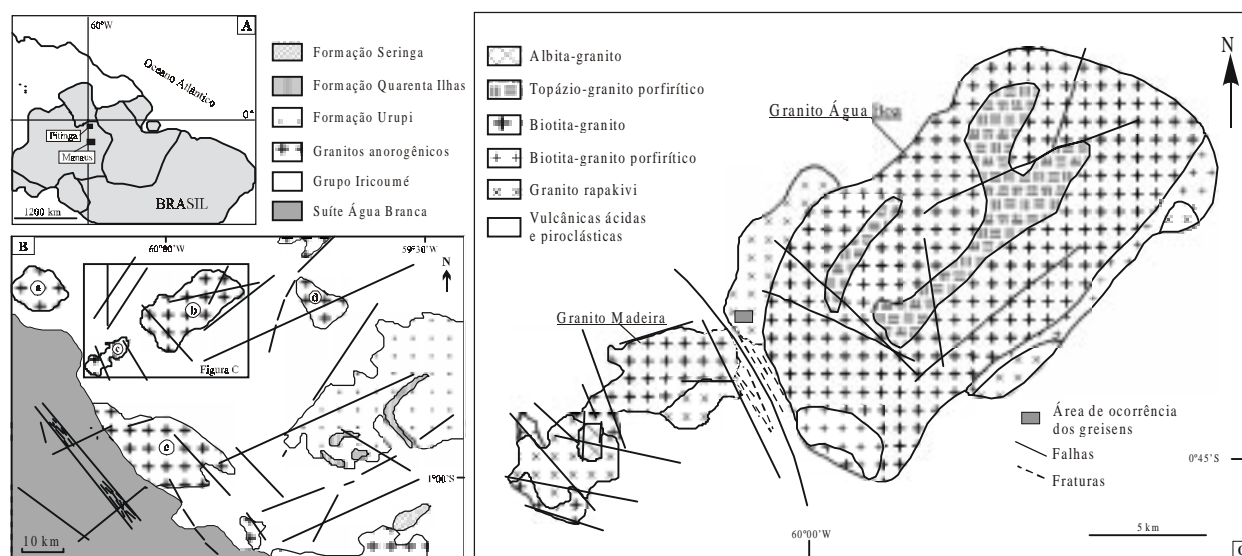 A
60°W
Oceano Atlântico
0°
Pitinga
Manaus
BRASIL
1200 km
Formação Seringa
Formação Quarenta Ilhas
Formação Urupi
Granitos anorogênicos
Grupo Iricoumé
Suíte Água Branca
B
60°00'W
59°30'W
N
a
b
c
d
e
Figura C
1°00'S
10 km
Albita-granito
Topázio-granito porfirítico
Biotita-granito
Biotita-granito porfirítico
Granito rapakivi
Vulcânicas ácidas
e piroclásticas
Granito Água Boa
N
Granito Madeira
Área de ocorrência
dos greisens
Falhas
Fraturas
0°45'S
60°00'W
5 km
C